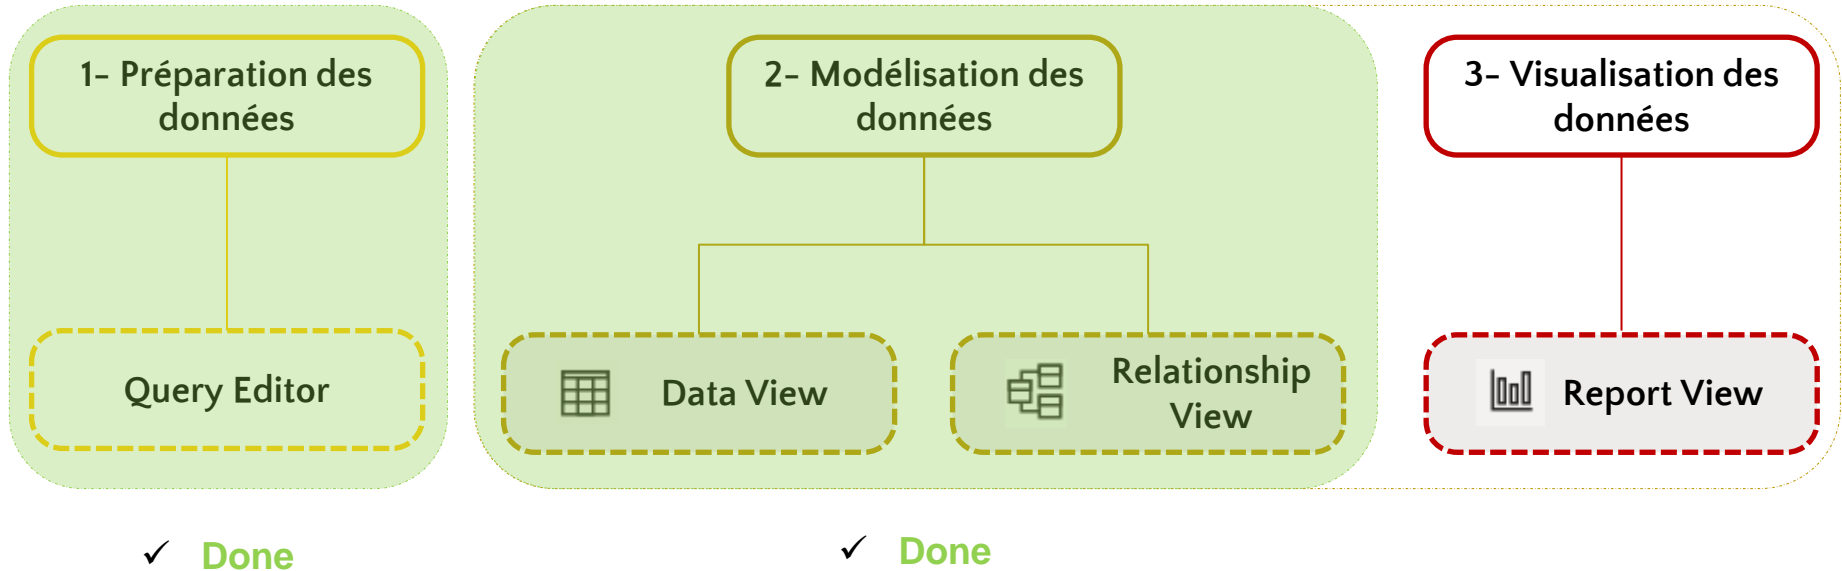 1- Préparation des
données
2- Modélisation des
données
3- Visualisation des
données
Query Editor
Data View
Relationship
View
Report View
✓ Done
✓ Done